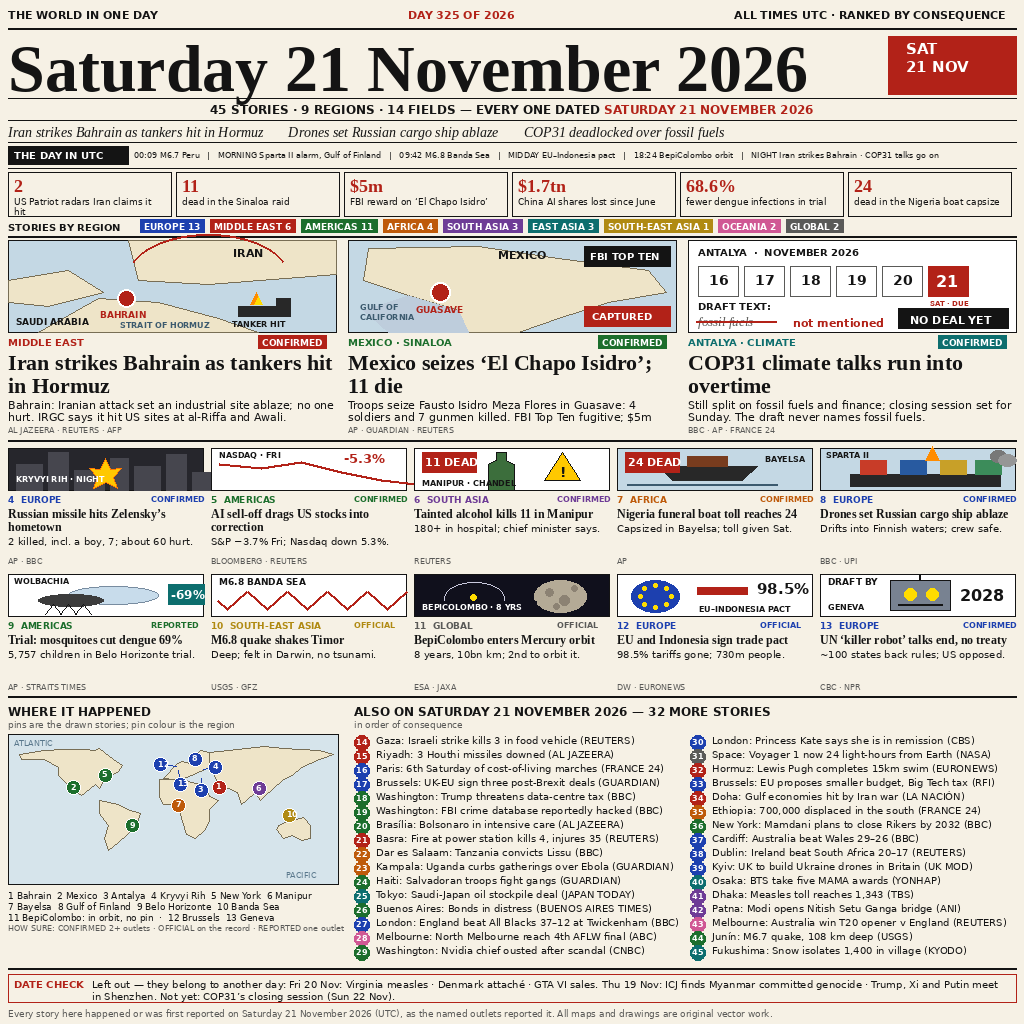 THE WORLD IN ONE DAY
DAY 325 OF 2026
ALL TIMES UTC · RANKED BY CONSEQUENCE
Saturday 21 November 2026
SAT
21 NOV
45 STORIES · 9 REGIONS · 14 FIELDS — EVERY ONE DATED SATURDAY 21 NOVEMBER 2026
Iran strikes Bahrain as tankers hit in Hormuz Drones set Russian cargo ship ablaze COP31 deadlocked over fossil fuels
THE DAY IN UTC
00:09 M6.7 Peru | MORNING Sparta II alarm, Gulf of Finland | 09:42 M6.8 Banda Sea | MIDDAY EU–Indonesia pact | 18:24 BepiColombo orbit | NIGHT Iran strikes Bahrain · COP31 talks go on
2
US Patriot radars Iran claims it
hit
11
dead in the Sinaloa raid
$5m
FBI reward on ‘El Chapo Isidro’
$1.7tn
China AI shares lost since June
68.6%
fewer dengue infections in trial
24
dead in the Nigeria boat capsize
STORIES BY REGION
EUROPE 13
MIDDLE EAST 6
AMERICAS 11
AFRICA 4
SOUTH ASIA 3
EAST ASIA 3
SOUTH-EAST ASIA 1
OCEANIA 2
GLOBAL 2
IRAN
BAHRAIN
SAUDI ARABIA
STRAIT OF HORMUZ
TANKER HIT
MIDDLE EAST
CONFIRMED
Iran strikes Bahrain as tankers hit
in Hormuz
Bahrain: Iranian attack set an industrial site ablaze; no one
hurt. IRGC says it hit US sites at al-Riffa and Awali.
AL JAZEERA · REUTERS · AFP
MEXICO
FBI TOP TEN
GULF OF
CALIFORNIA
GUASAVE
CAPTURED
MEXICO · SINALOA
CONFIRMED
Mexico seizes ‘El Chapo Isidro’;
11 die
Troops seize Fausto Isidro Meza Flores in Guasave: 4
soldiers and 7 gunmen killed. FBI Top Ten fugitive; $5m
AP · GUARDIAN · REUTERS
ANTALYA · NOVEMBER 2026
16
17
18
19
20
21
SAT · DUE
DRAFT TEXT:
fossil fuels
not mentioned
NO DEAL YET
ANTALYA · CLIMATE
CONFIRMED
COP31 climate talks run into
overtime
Still split on fossil fuels and finance; closing session set for
Sunday. The draft never names fossil fuels.
BBC · AP · FRANCE 24
KRYVYI RIH · NIGHT
4 EUROPE
CONFIRMED
Russian missile hits Zelensky’s
hometown
2 killed, incl. a boy, 7; about 60 hurt.
AP · BBC
NASDAQ · FRI
-5.3%
5 AMERICAS
CONFIRMED
AI sell-off drags US stocks into
correction
S&P −3.7% Fri; Nasdaq down 5.3%.
BLOOMBERG · REUTERS
11 DEAD
MANIPUR · CHANDEL
!
6 SOUTH ASIA
CONFIRMED
Tainted alcohol kills 11 in Manipur
180+ in hospital; chief minister says.
REUTERS
24 DEAD
BAYELSA
7 AFRICA
CONFIRMED
Nigeria funeral boat toll reaches 24
Capsized in Bayelsa; toll given Sat.
AP
SPARTA II
8 EUROPE
CONFIRMED
Drones set Russian cargo ship ablaze
Drifts into Finnish waters; crew safe.
BBC · UPI
WOLBACHIA
-69%
9 AMERICAS
REPORTED
Trial: mosquitoes cut dengue 69%
5,757 children in Belo Horizonte trial.
AP · STRAITS TIMES
M6.8 BANDA SEA
10 SOUTH-EAST ASIA
OFFICIAL
M6.8 quake shakes Timor
Deep; felt in Darwin, no tsunami.
USGS · GFZ
BEPICOLOMBO · 8 YRS
11 GLOBAL
OFFICIAL
BepiColombo enters Mercury orbit
8 years, 10bn km; 2nd to orbit it.
ESA · JAXA
98.5%
EU–INDONESIA PACT
12 EUROPE
OFFICIAL
EU and Indonesia sign trade pact
98.5% tariffs gone; 730m people.
DW · EURONEWS
DRAFT BY
GENEVA
2028
13 EUROPE
CONFIRMED
UN ‘killer robot’ talks end, no treaty
~100 states back rules; US opposed.
CBC · NPR
WHERE IT HAPPENED
pins are the drawn stories; pin colour is the region
ATLANTIC
PACIFIC
1 Bahrain 2 Mexico 3 Antalya 4 Kryvyi Rih 5 New York 6 Manipur
7 Bayelsa 8 Gulf of Finland 9 Belo Horizonte 10 Banda Sea
11 BepiColombo: in orbit, no pin · 12 Brussels 13 Geneva
HOW SURE: CONFIRMED 2+ outlets · OFFICIAL on the record · REPORTED one outlet
ALSO ON SATURDAY 21 NOVEMBER 2026 — 32 MORE STORIES
in order of consequence
14 Gaza: Israeli strike kills 3 in food vehicle (REUTERS)
15 Riyadh: 3 Houthi missiles downed (AL JAZEERA)
16 Paris: 6th Saturday of cost-of-living marches (FRANCE 24)
17 Brussels: UK-EU sign three post-Brexit deals (GUARDIAN)
18 Washington: Trump threatens data-centre tax (BBC)
19 Washington: FBI crime database reportedly hacked (BBC)
20 Brasília: Bolsonaro in intensive care (AL JAZEERA)
21 Basra: Fire at power station kills 4, injures 35 (REUTERS)
22 Dar es Salaam: Tanzania convicts Lissu (BBC)
23 Kampala: Uganda curbs gatherings over Ebola (GUARDIAN)
24 Haiti: Salvadoran troops fight gangs (GUARDIAN)
25 Tokyo: Saudi-Japan oil stockpile deal (JAPAN TODAY)
26 Buenos Aires: Bonds in distress (BUENOS AIRES TIMES)
27 London: England beat All Blacks 37–12 at Twickenham (BBC)
28 Melbourne: North Melbourne reach 4th AFLW final (ABC)
29 Washington: Nvidia chief ousted after scandal (CNBC)
30 London: Princess Kate says she is in remission (CBS)
31 Space: Voyager 1 now 24 light-hours from Earth (NASA)
32 Hormuz: Lewis Pugh completes 15km swim (EURONEWS)
33 Brussels: EU proposes smaller budget, Big Tech tax (RFI)
34 Doha: Gulf economies hit by Iran war (LA NACIÓN)
35 Ethiopia: 700,000 displaced in the south (FRANCE 24)
36 New York: Mamdani plans to close Rikers by 2032 (BBC)
37 Cardiff: Australia beat Wales 29–26 (BBC)
38 Dublin: Ireland beat South Africa 20–17 (REUTERS)
39 Kyiv: UK to build Ukraine drones in Britain (UK MOD)
40 Osaka: BTS take five MAMA awards (YONHAP)
41 Dhaka: Measles toll reaches 1,343 (TBS)
42 Patna: Modi opens Nitish Setu Ganga bridge (ANI)
43 Melbourne: Australia win T20 opener v England (REUTERS)
44 Junín: M6.7 quake, 108 km deep (USGS)
45 Fukushima: Snow isolates 1,400 in village (KYODO)
DATE CHECK
Left out — they belong to another day: Fri 20 Nov: Virginia measles · Denmark attaché · GTA VI sales. Thu 19 Nov: ICJ finds Myanmar committed genocide · Trump, Xi and Putin meet
in Shenzhen. Not yet: COP31’s closing session (Sun 22 Nov).
Every story here happened or was first reported on Saturday 21 November 2026 (UTC), as the named outlets reported it. All maps and drawings are original vector work.